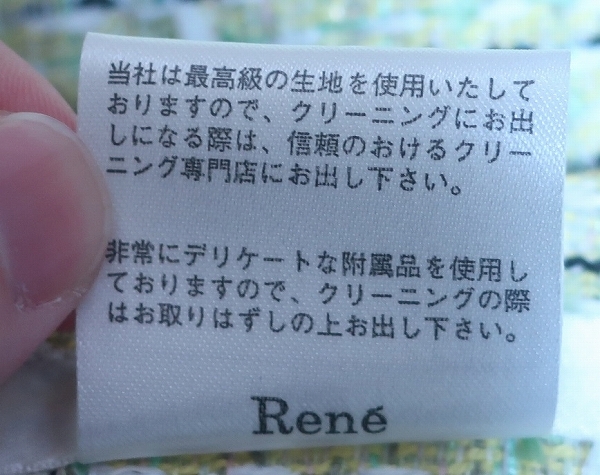 当社は最高級の生地を使用いたして
おりますので、クリーニングにお出
しになる際は、信頼のおけるクリー
ニング専門店にお出し下さい。
非常にデリケートな附属品を使用し
ておりますので、クリーニングの際
はお取りはずしの上お出し下さい。
René